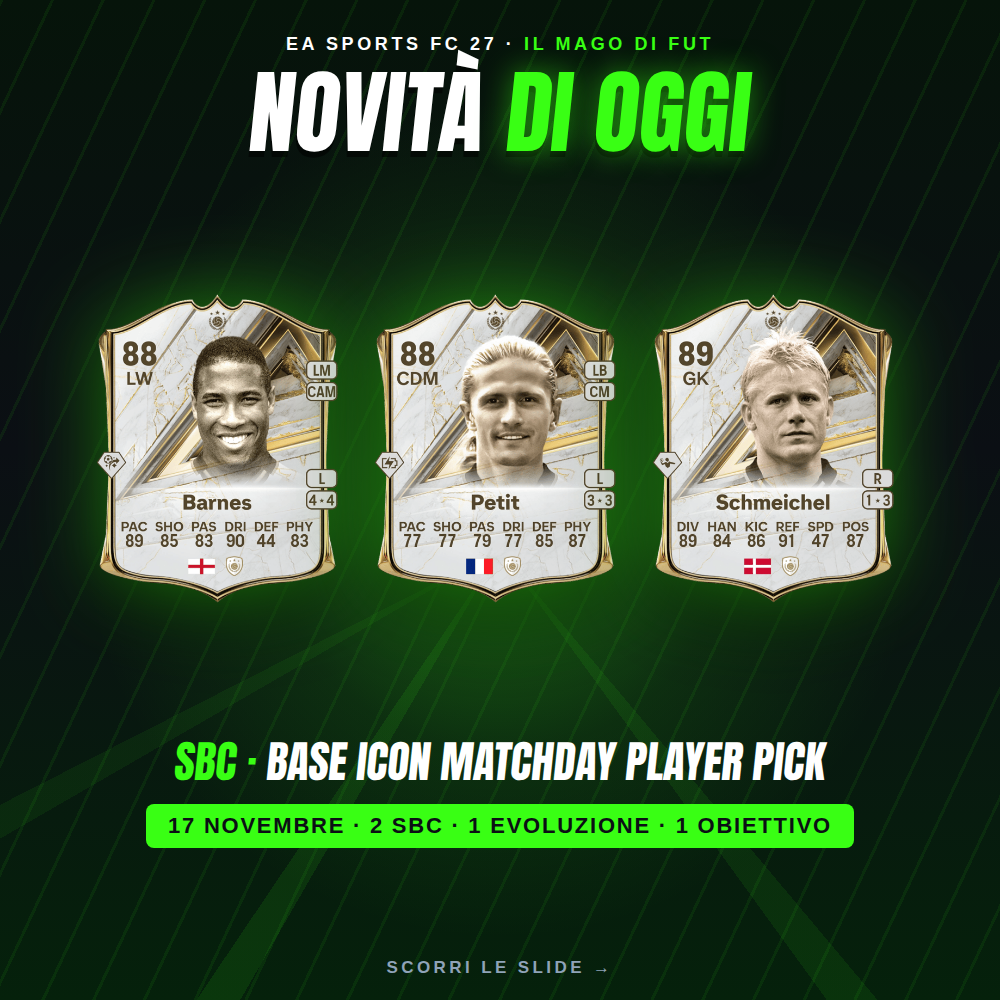 EA SPORTS FC 27 · IL MAGO DI FUT
NOVITÀ DI OGGI
88
LW
LM
CAM
L
4★4
Barnes
PAC SHO PAS DRI DEF PHY
89 85 83 90 44 83
88
CDM
LB
CM
L
3★3
Petit
PAC SHO PAS DRI DEF PHY
77 77 79 77 85 87
89
GK
R
1★3
Schmeichel
DIV HAN KIC REF SPD POS
89 84 86 91 47 87
SBC · BASE ICON MATCHDAY PLAYER PICK
17 NOVEMBRE · 2 SBC · 1 EVOLUZIONE · 1 OBIETTIVO
SCORRI LE SLIDE →